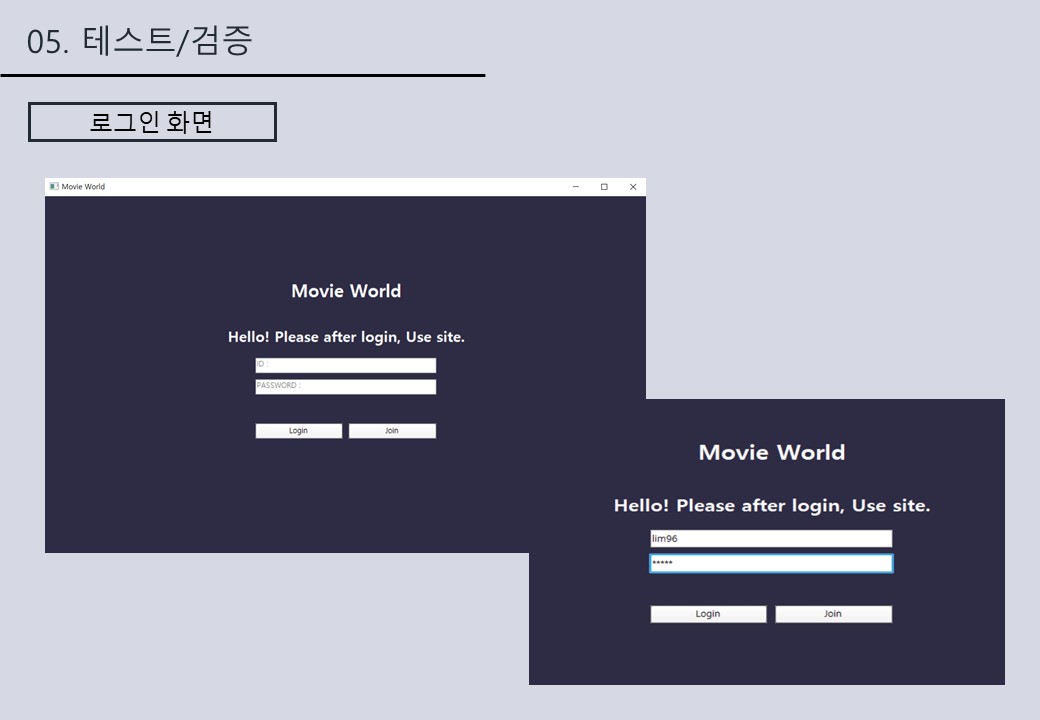 05. 테스트/검증
로그인 화면
Movie World
Movie World
Hello! Please after login, Use site.
ID :
PASSWORD :
Login Join
Movie World
Hello! Please after login, Use site.
lim96
*****
Login Join